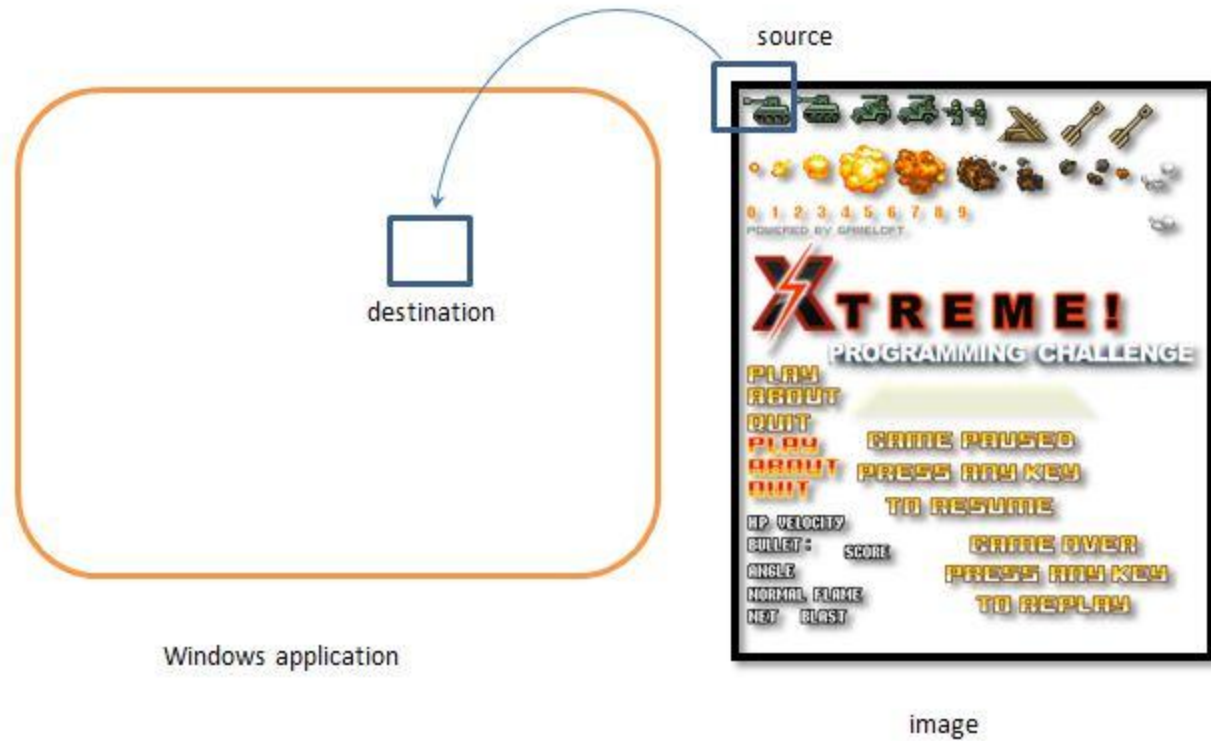 source
destination
Windows application
0 1 2 3 4 5 6 7 8 9
POWERED BY GAMELOFT
XTREME!
PROGRAMMING CHALLENGE
PLAY
ABOUT
QUIT
PLAY
ABOUT
QUIT
GAME PAUSED
PRESS ANY KEY
TO RESUME
HP VELOCITY
BULLET:
SCORE
ANGLE
NORMAL FLAME
NET BLAST
GAME OVER
PRESS ANY KEY
TO REPLAY
image